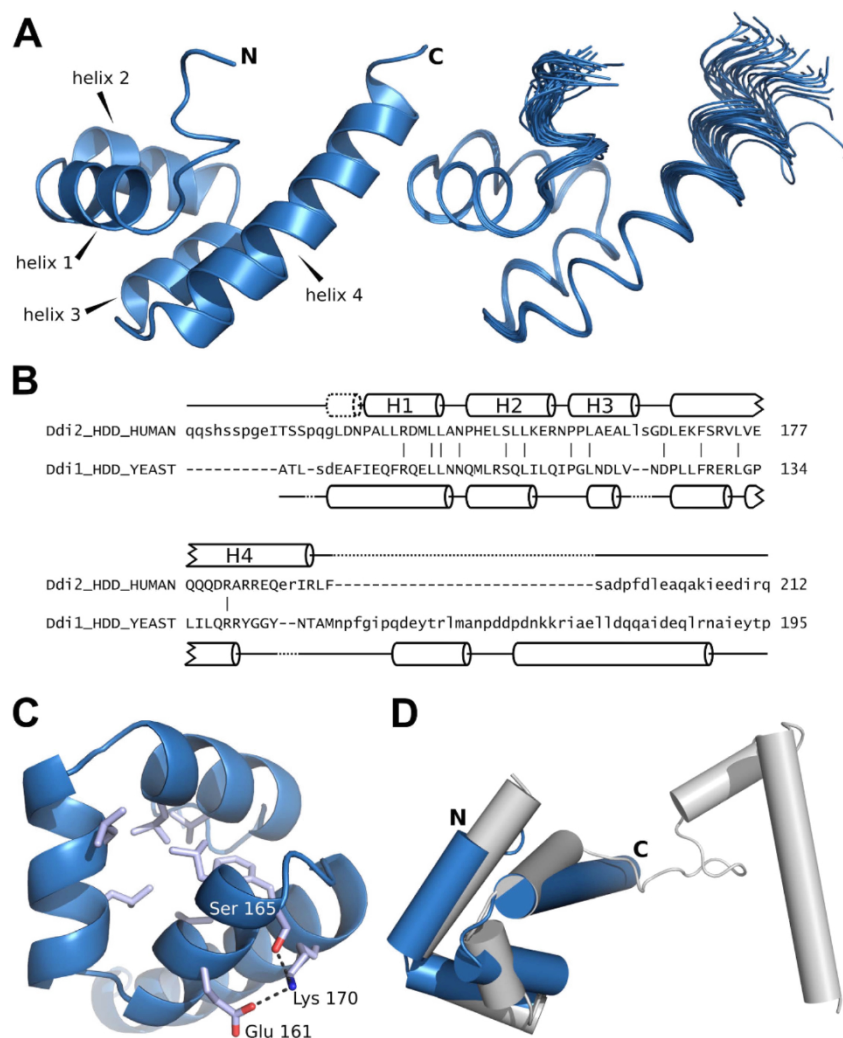 A
N
C
helix 2
helix 1
helix 3
helix 4
B
H1 H2 H3
Ddi2_HDD_HUMAN qqshsspgeITSSpqgLDNPALLRDMLLANPHELSLLKERNPPLAEALlsGDLEKFSRVLVE 177
Ddi1_HDD_YEAST ----------ATL-sdEAFIEQFRQELLNNQMLRSQLILQIPGLNDLV--NDPLLFRERLGP 134
H4
Ddi2_HDD_HUMAN QQQDRARREQerIRLF----------------------------sadpfdleaqakieedirq 212
Ddi1_HDD_YEAST LILQRRYGGY--NTAMnpfgipqdeytrlmanpddpdnkkriaelldqqaideqlrnaieytp 195
C
Ser 165
Lys 170
Glu 161
D
N
C